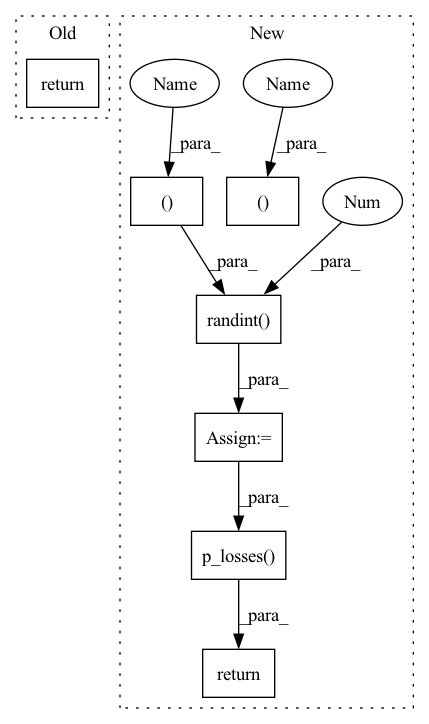 Old
New
return
Name
Name
_para_
_para_
()
()
Num
_para_
_para_
randint()
_para_
Assign:=
_para_
p_losses()
_para_
return